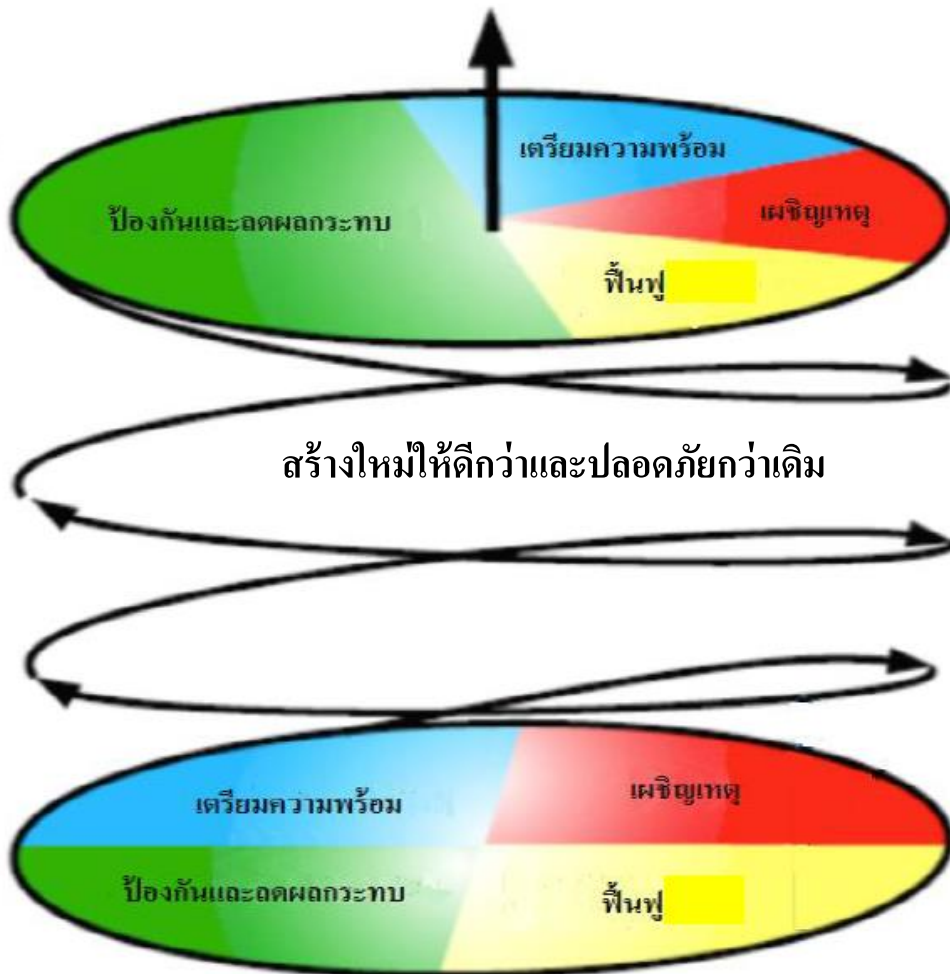 เตรียมความพร้อม
ป้องกันและลดผลกระทบ
เผชิญเหตุ
ฟื้นฟู
สร้างใหม่ให้ดีกว่าและปลอดภัยกว่าเดิม
เตรียมความพร้อม
เผชิญเหตุ
ป้องกันและลดผลกระทบ
ฟื้นฟู